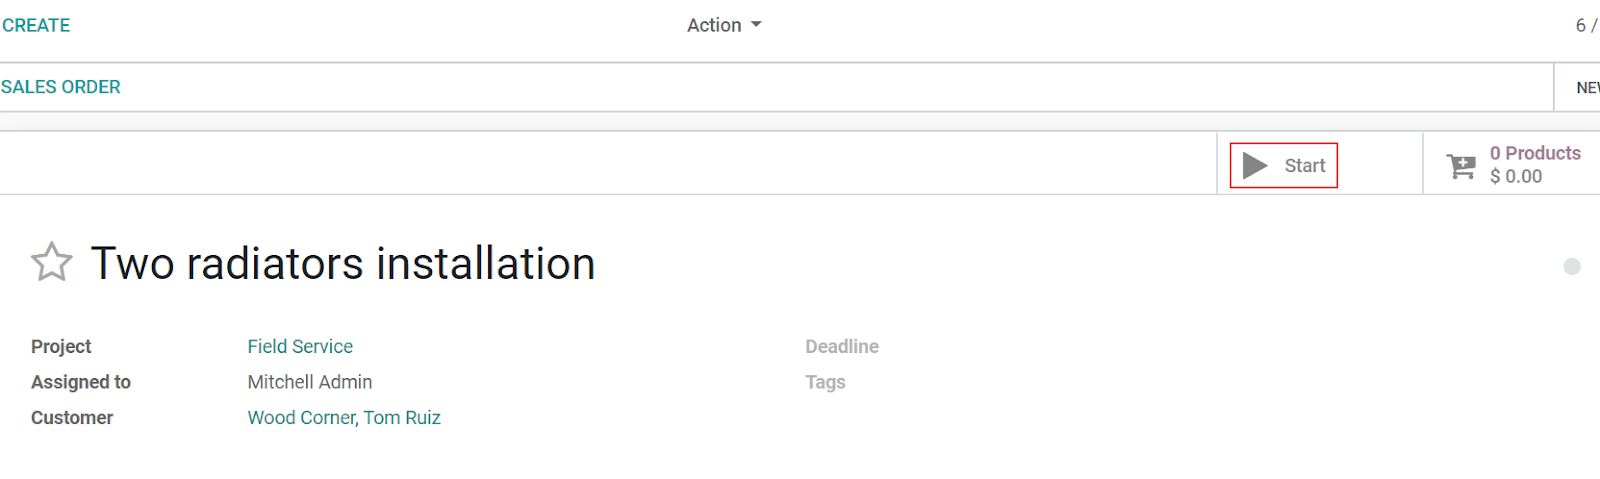 CREATE
Action
6 /
SALES ORDER
Start
0 Products
$ 0.00
Two radiators installation
Project Field Service Deadline
Assigned to Mitchell Admin Tags
Customer Wood Corner, Tom Ruiz